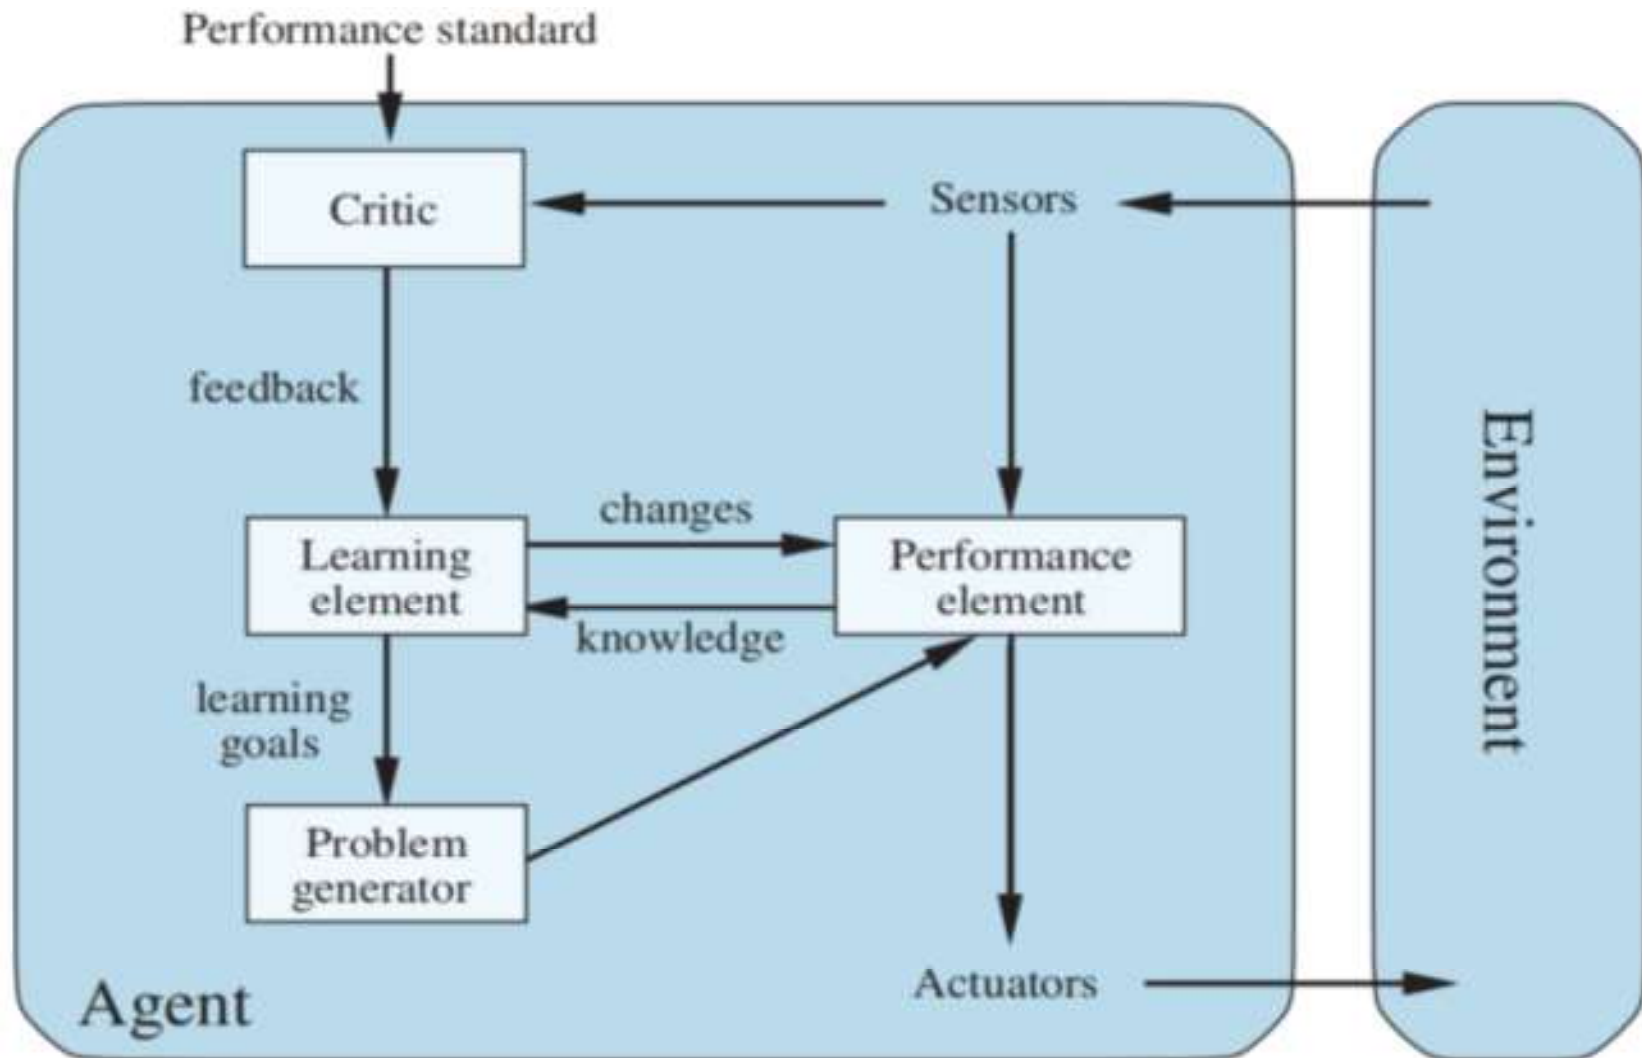 Performance standard
Critic
Sensors
feedback
changes
Learning
element
Performance
element
knowledge
learning
goals
Problem
generator
Actuators
Agent
Environment